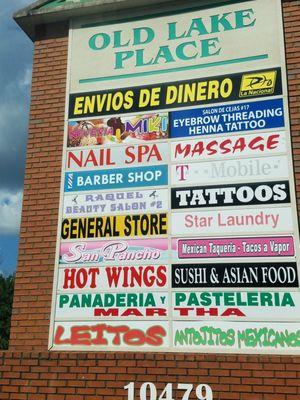 OLD LAKE
PLACE
ENVIOS DE DINERO
La Nacional
NEVERIA MIKI
SALON DE CEJAS #17
EYEBROW THREADING
HENNA TATTOO
NAIL SPA
MASSAGE
BARBER SHOP
T··Mobile·
RAQUEL
BEAUTY SALON #2
TATTOOS
GENERAL STORE
Star Laundry
San Pancho
Mexican Taqueria - Tacos a Vapor
HOT WINGS
SUSHI & ASIAN FOOD
PANADERIA Y PASTELERIA
MAR THA
LEITOS
ANTOJITOS MEXICANOS
10479